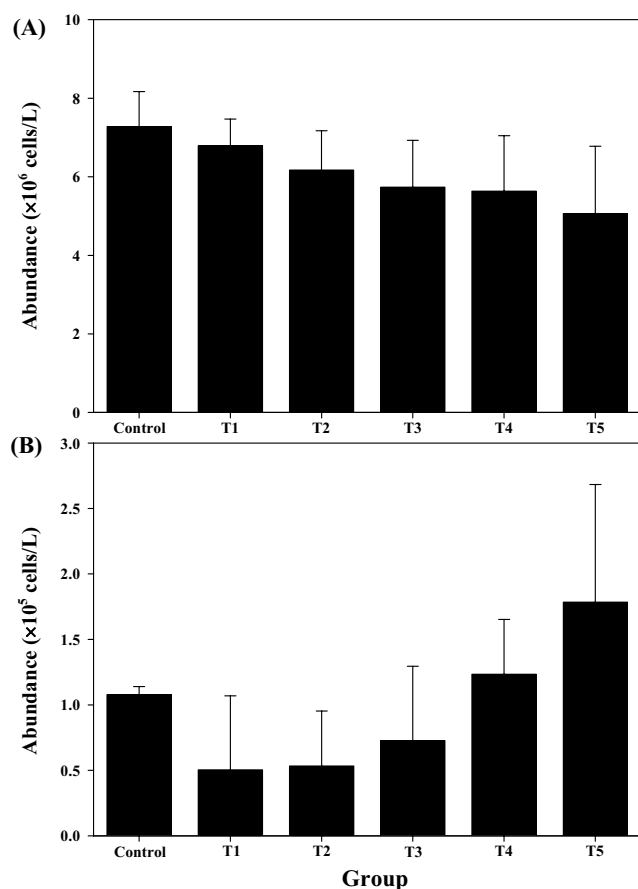 (A)
Abundance (×10⁶ cells/L)
10
8
6
4
2
0
Control T1 T2 T3 T4 T5
(B)
Abundance (×10⁵ cells/L)
3.0
2.5
2.0
1.5
1.0
0.5
0.0
Control T1 T2 T3 T4 T5
Group